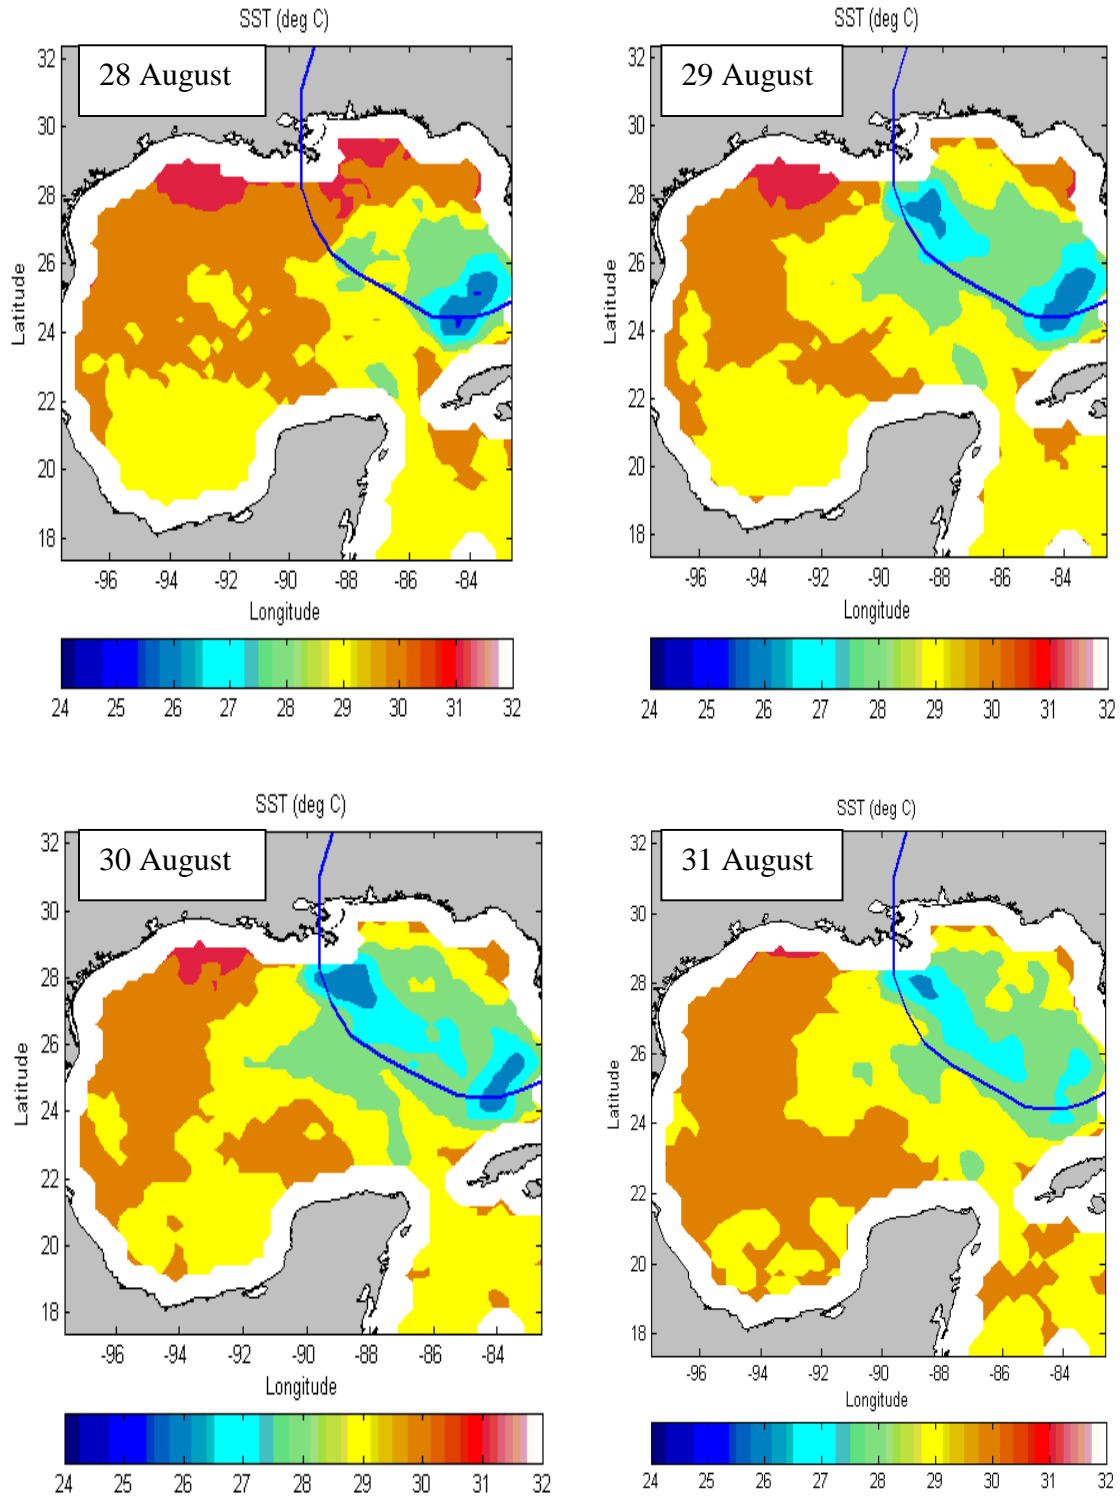 SST (deg C)
28 August
32
30
28
26
24
22
20
18
Latitude
-96 -94 -92 -90 -88 -86 -84
Longitude
24 25 26 27 28 29 30 31 32
SST (deg C)
29 August
32
30
28
26
24
22
20
18
Latitude
-96 -94 -92 -90 -88 -86 -84
Longitude
24 25 26 27 28 29 30 31 32
SST (deg C)
30 August
32
30
28
26
24
22
20
18
Latitude
-96 -94 -92 -90 -88 -86 -84
Longitude
24 25 26 27 28 29 30 31 32
SST (deg C)
31 August
32
30
28
26
24
22
20
18
Latitude
-96 -94 -92 -90 -88 -86 -84
Longitude
24 25 26 27 28 29 30 31 32